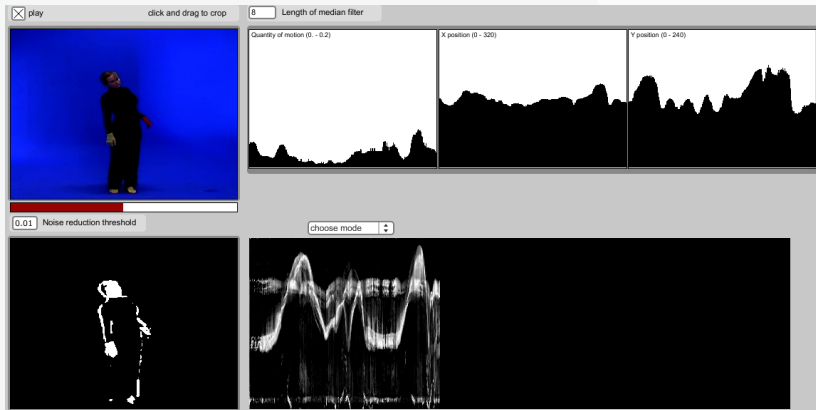 play
click and drag to crop
8 Length of median filter
Quantity of motion (0. - 0.2)
X position (0 - 320)
Y position (0 - 240)
0.01 Noise reduction threshold
choose mode